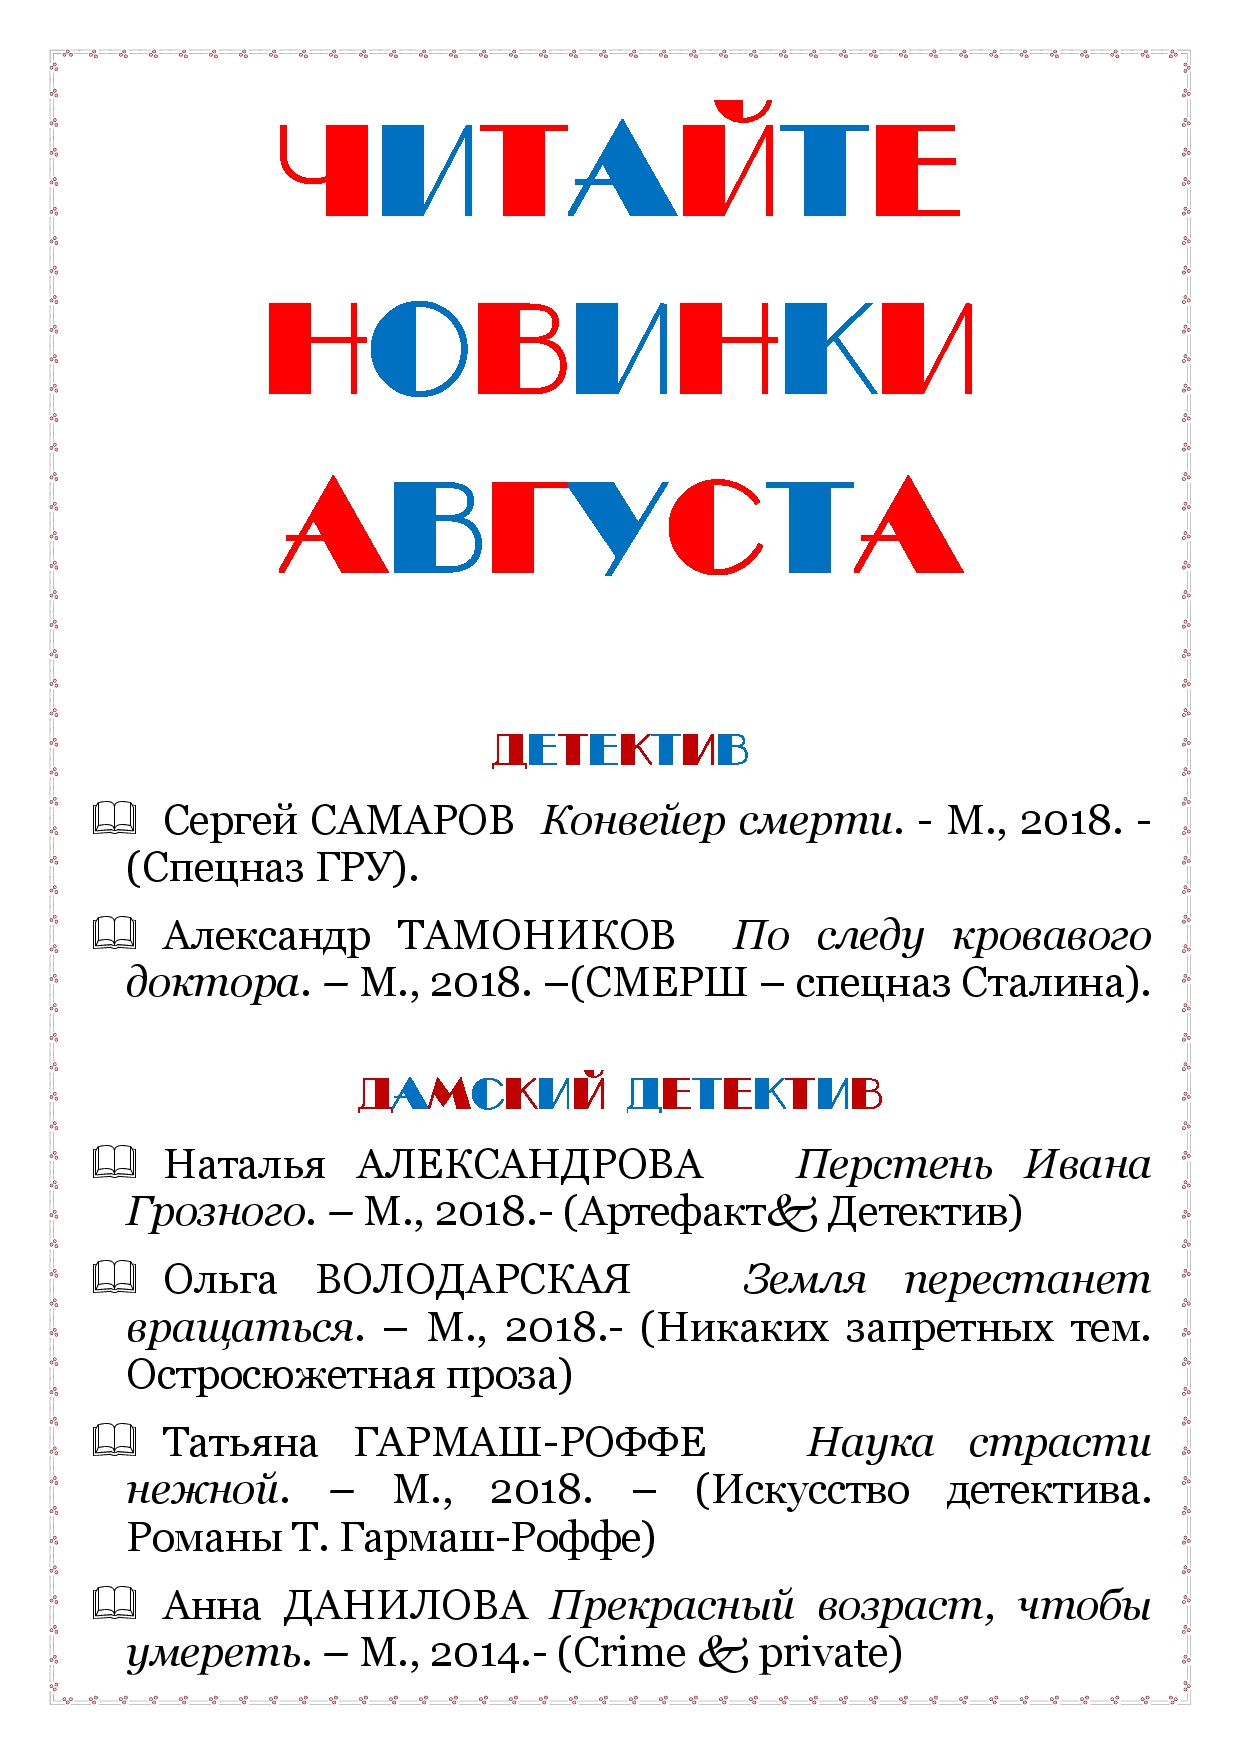 ЧИТАЙТЕ
НОВИНКИ
АВГУСТА
ДЕТЕКТИВ
Сергей САМАРОВ Конвейер смерти. - М., 2018. -
(Спецназ ГРУ).
Александр ТАМОНИКОВ По следу кровавого
доктора. – М., 2018. –(СМЕРШ – спецназ Сталина).
ДАМСКИЙ ДЕТЕКТИВ
Наталья АЛЕКСАНДРОВА Перстень Ивана
Грозного. – М., 2018.- (Артефакт& Детектив)
Ольга ВОЛОДАРСКАЯ Земля перестанет
вращаться. – М., 2018.- (Никаких запретных тем.
Остросюжетная проза)
Татьяна ГАРМАШ-РОФФЕ Наука страсти
нежной. – М., 2018. – (Искусство детектива.
Романы Т. Гармаш-Роффе)
Анна ДАНИЛОВА Прекрасный возраст, чтобы
умереть. – М., 2014.- (Crime & private)